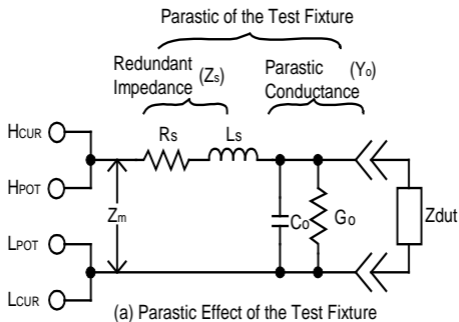 Parastic of the Test Fixture
Redundant
Impedance (Zs)
Parastic (Yo)
Conductance
HCUR
Rs
Ls
HPOT
Zm
Co
Go
Zdut
LPOT
LCUR
(a) Parastic Effect of the Test Fixture